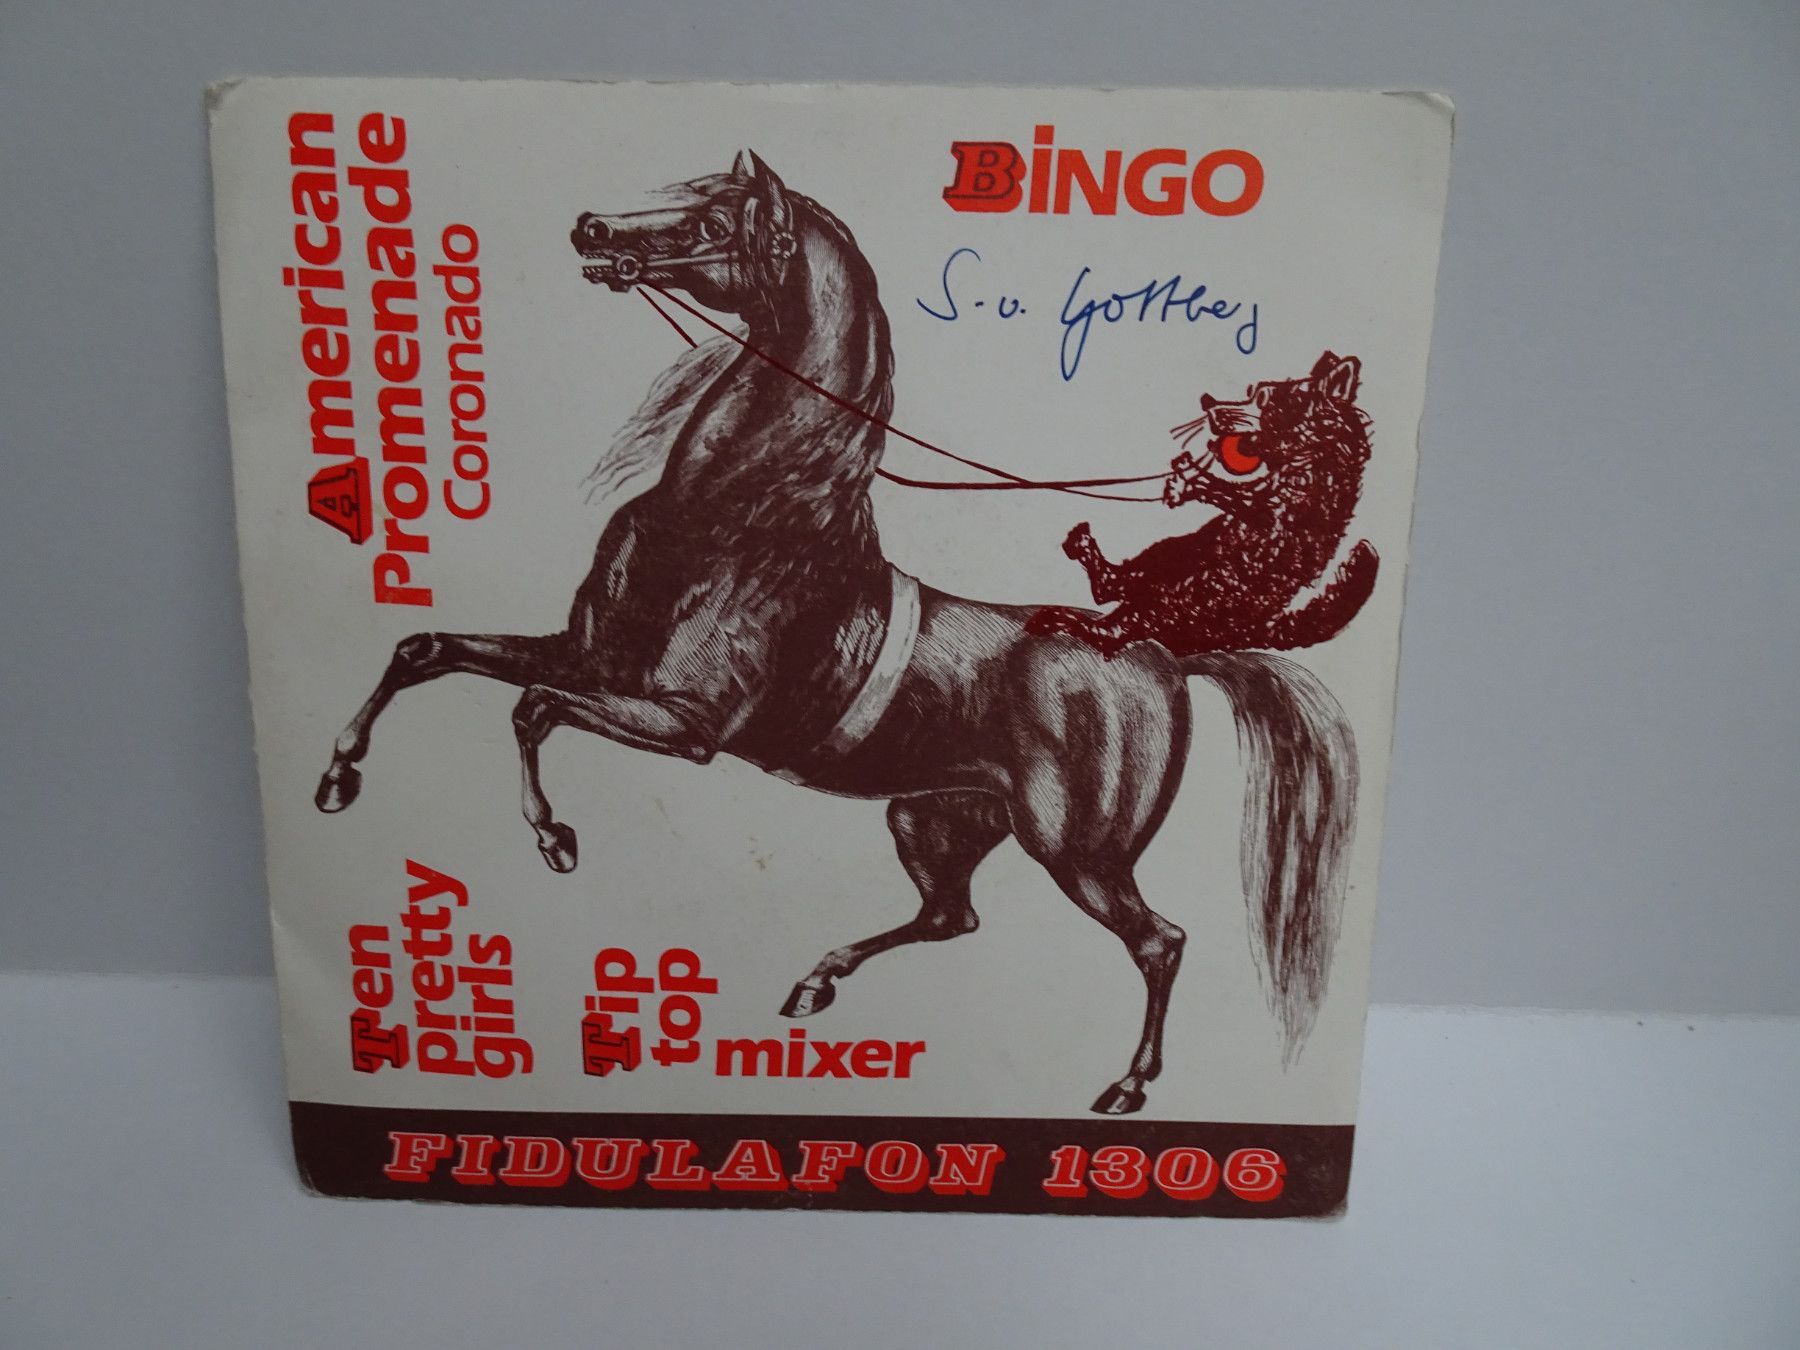 BiNGO
S. v. Gottberg
American
Promenade
Coronado
Ten
Pretty
girls
Tip
top
mixer
FIDULAFON 1306